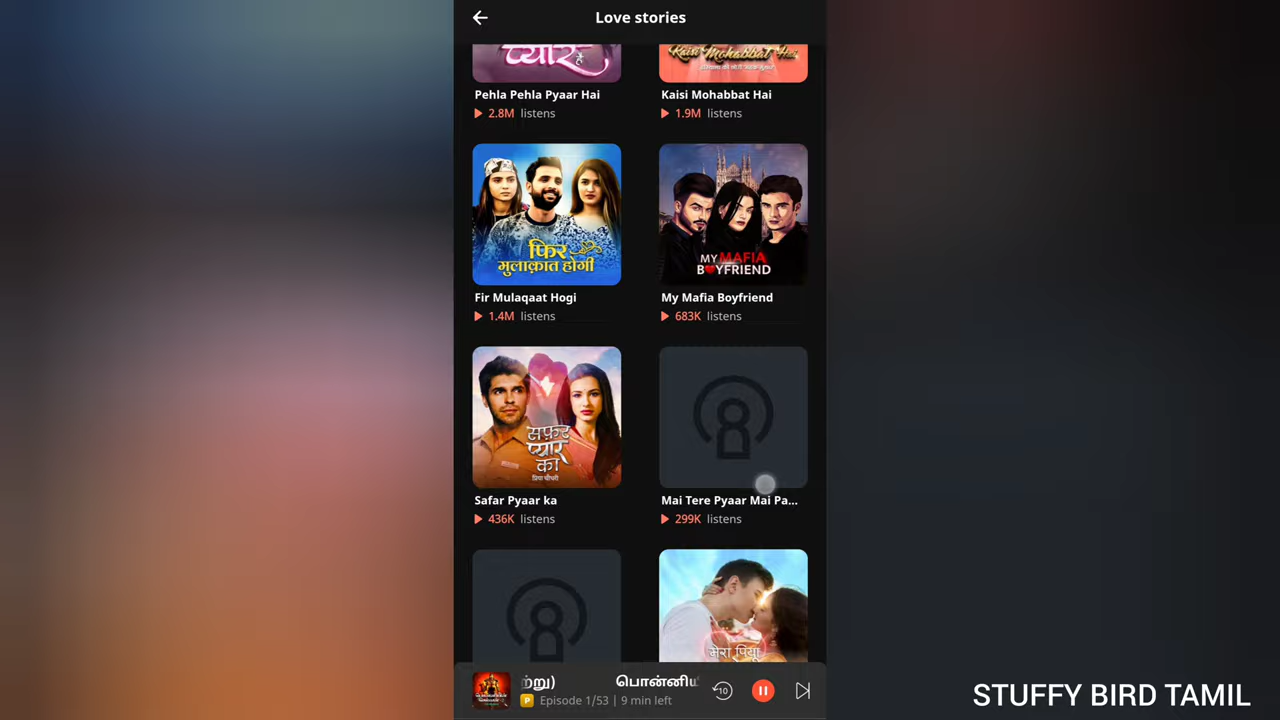 Love stories
प्यार है
Kaisi Mohabbat Hai
Pehla Pehla Pyaar Hai
Kaisi Mohabbat Hai
2.8M listens
1.9M listens
फिर
मुलाक़ात होगी
MY MAFIA
BOYFRIEND
Fir Mulaqaat Hogi
My Mafia Boyfriend
1.4M listens
683K listens
सफ़र
प्यार
का
प्रिया चौधरी
Safar Pyaar ka
Mai Tere Pyaar Mai Pa...
436K listens
299K listens
मेरा पिया
10
P Episode 1/53 | 9 min left
STUFFY BIRD TAMIL